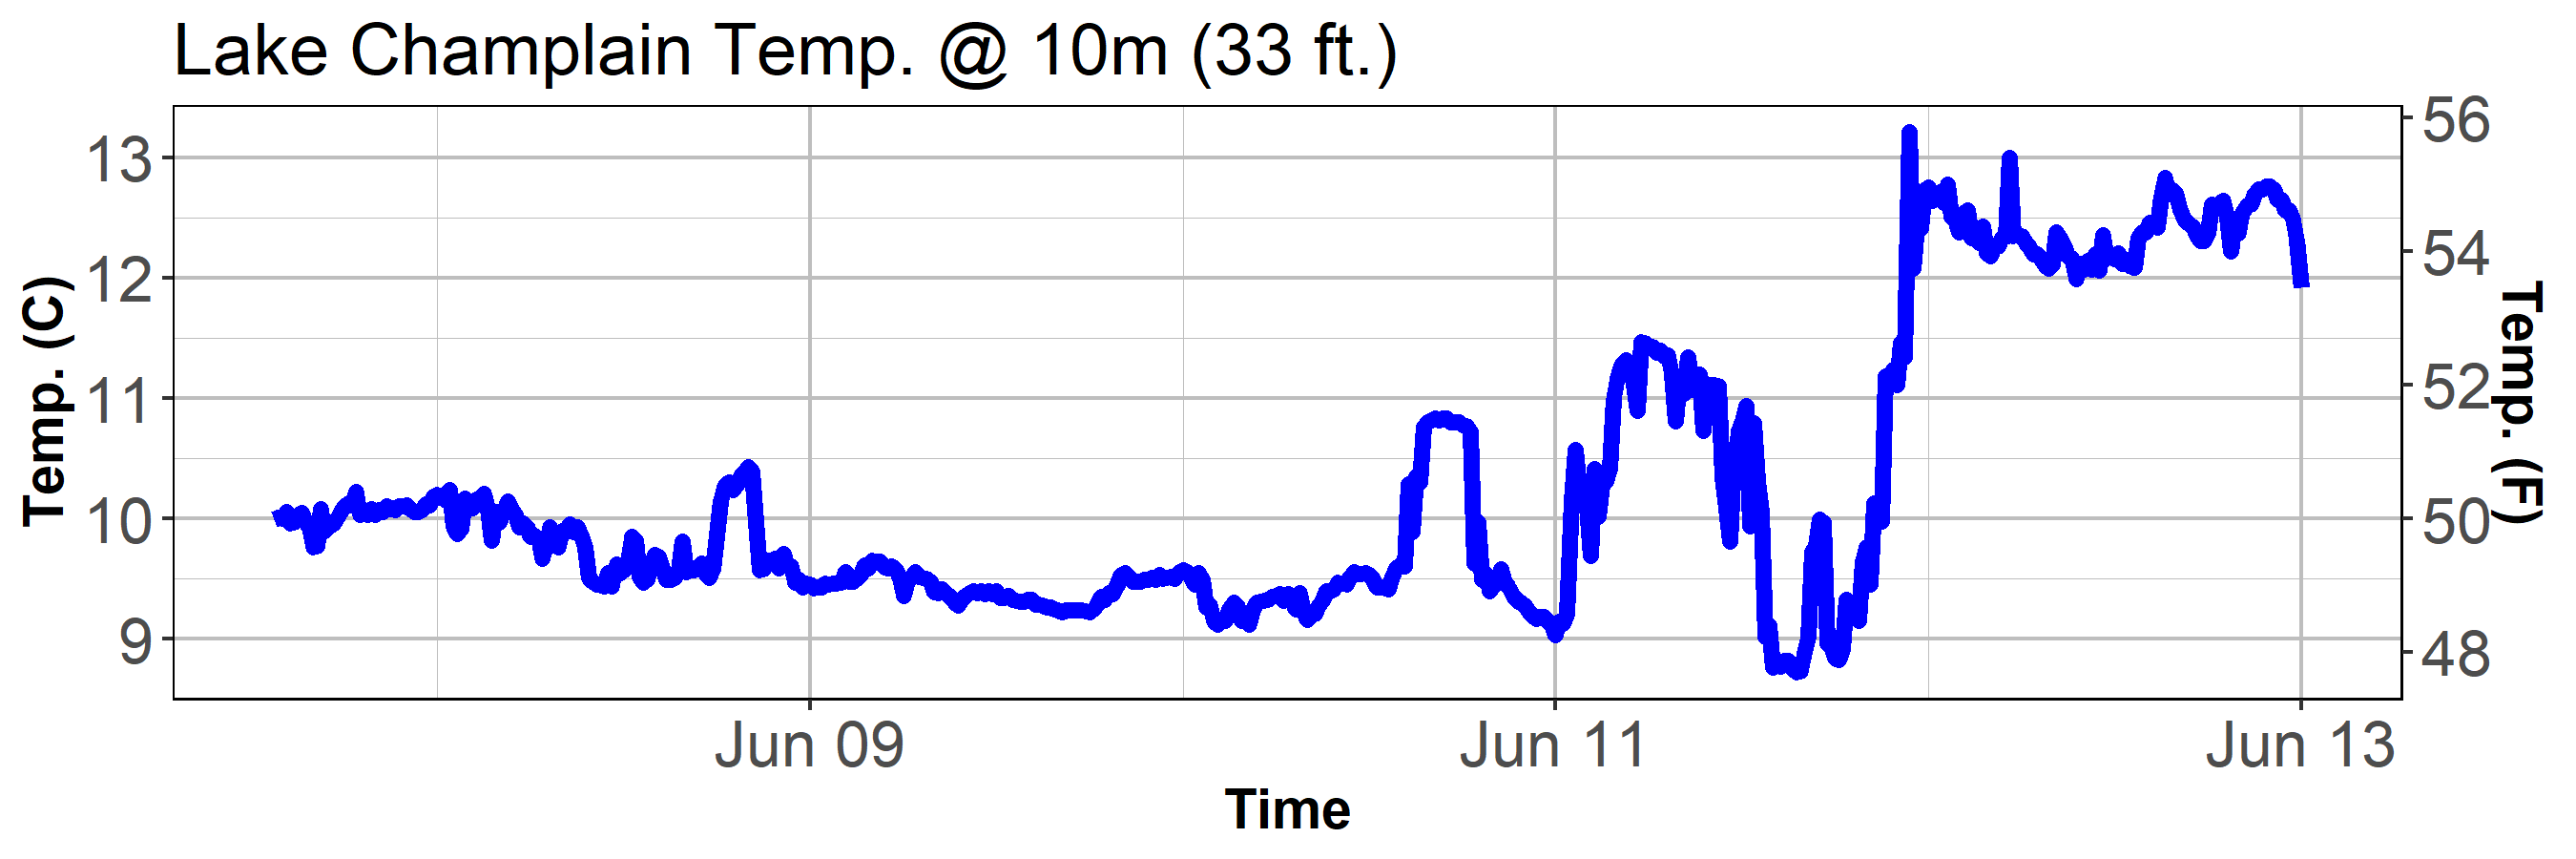 Lake Champlain Temp. @ 10m (33 ft.)
Temp. (C)
13
12
11
10
9
56
54
52
50
48
Temp. (F)
Jun 09
Jun 11
Jun 13
Time